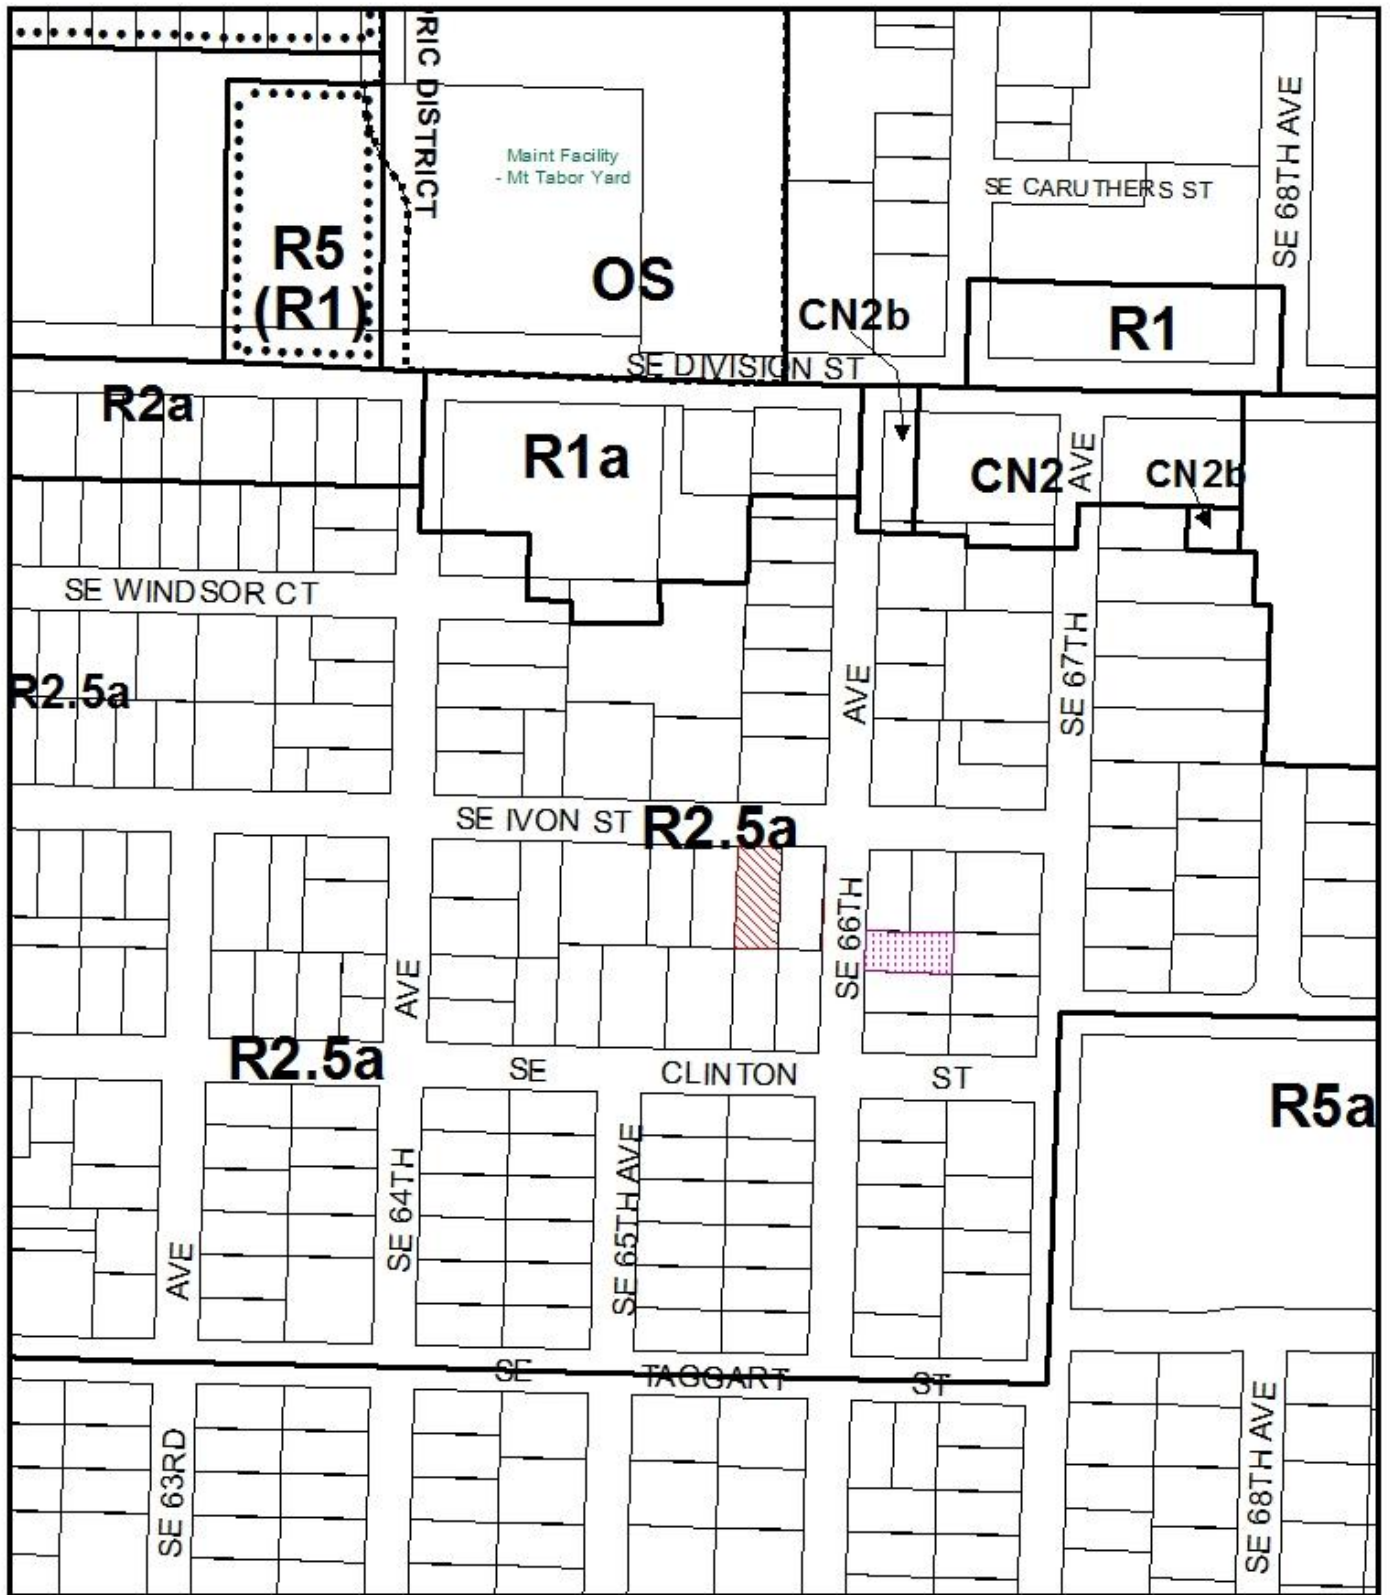 RIC DISTRICT
Maint Facility
- Mt Tabor Yard
SE 68TH AVE
SE CARUTHERS ST
R5
(R1)
OS
CN2b
R1
SE DIVISION ST
R2a
R1a
CN2
AVE
CN2b
SE WINDSOR CT
R2.5a
AVE
SE 67TH
SE IVON ST
R2.5a
SE 66TH
AVE
R2.5a
SE
CLINTON
ST
R5a
SE 64TH
SE 65TH AVE
AVE
SE
TAGGART
ST
SE 63RD
SE 68TH AVE